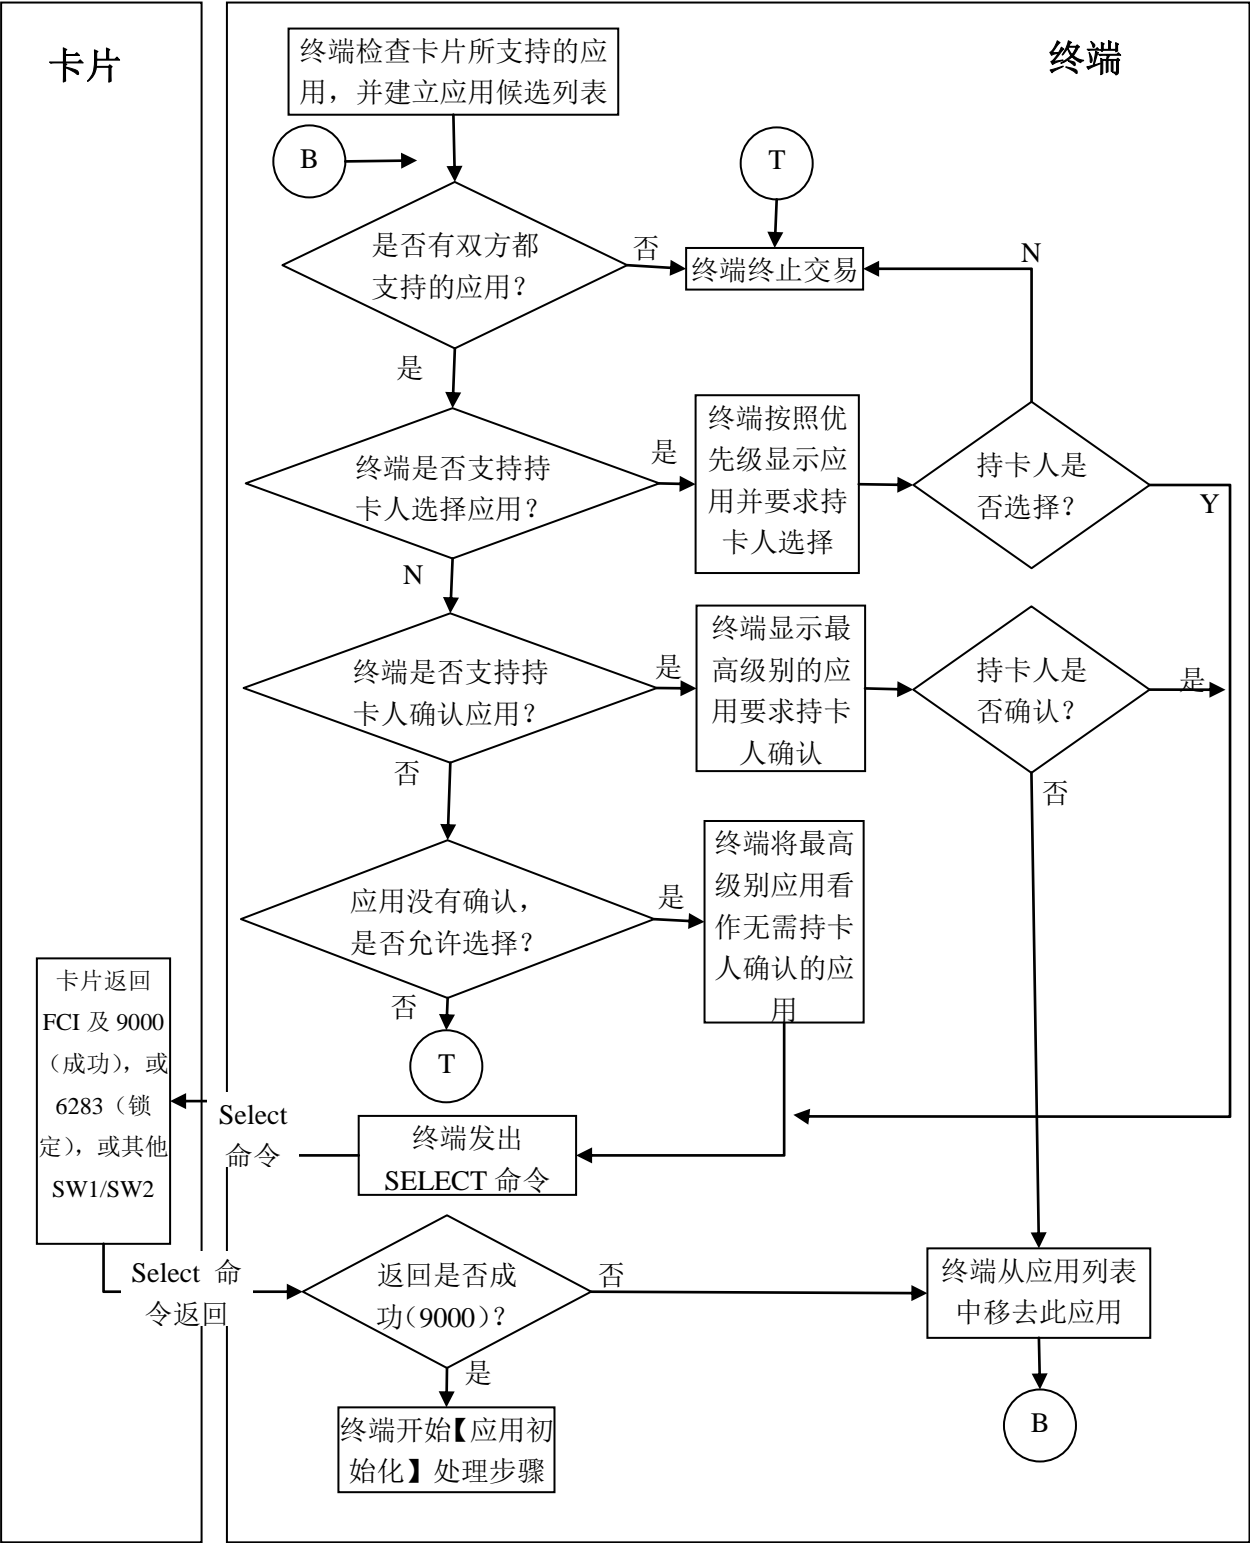 卡片
终端
终端检查卡片所支持的应
用，并建立应用候选列表
B
T
是否有双方都
支持的应用？
否
终端终止交易
N
是
终端是否支持持
卡人选择应用？
是
终端按照优
先级显示应
用并要求持
卡人选择
持卡人是
否选择？
Y
N
终端是否支持持
卡人确认应用？
是
终端显示最
高级别的应
用要求持卡
人确认
持卡人是
否确认？
是
否
否
应用没有确认，
是否允许选择？
是
终端将最高
级别应用看
作无需持卡
人确认的应
用
否
T
卡片返回
FCI 及 9000
（成功），或
6283（锁
定），或其他
SW1/SW2
Select
命令
终端发出
SELECT 命令
Select 命
令返回
返回是否成
功（9000）？
否
终端从应用列表
中移去此应用
是
B
终端开始【应用初
始化】处理步骤